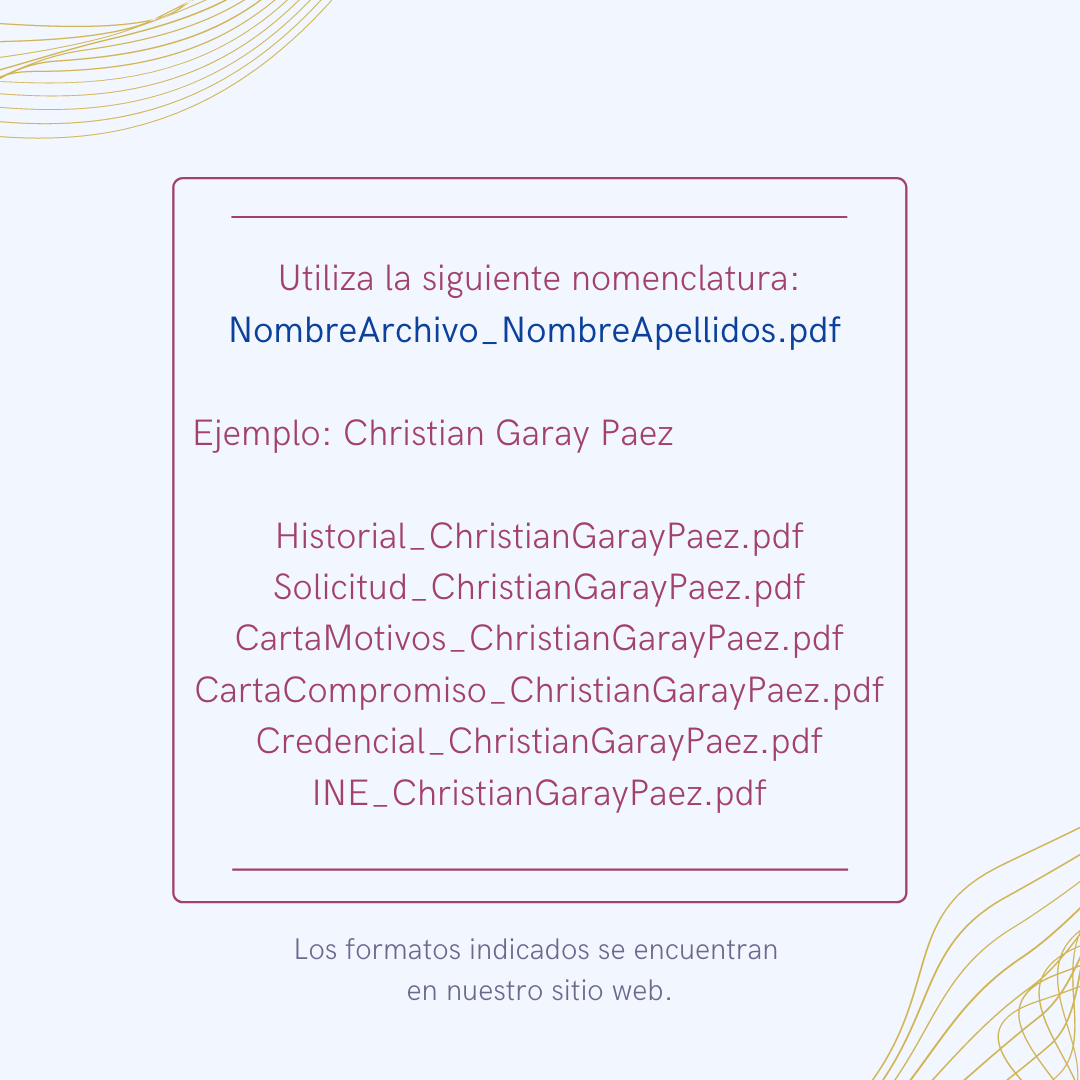 Utiliza la siguiente nomenclatura:
NombreArchivo_NombreApellidos.pdf
Ejemplo: Christian Garay Paez
Historial_ChristianGarayPaez.pdf
Solicitud_ChristianGarayPaez.pdf
CartaMotivos_ChristianGarayPaez.pdf
CartaCompromiso_ChristianGarayPaez.pdf
Credencial_ChristianGarayPaez.pdf
INE_ChristianGarayPaez.pdf
Los formatos indicados se encuentran
en nuestro sitio web.